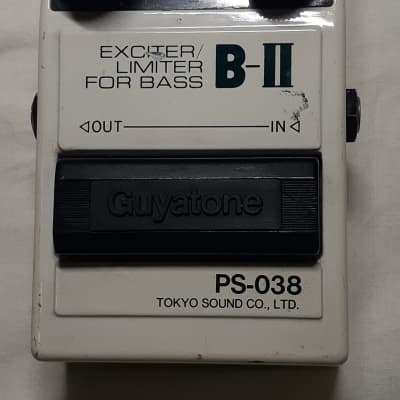 EXCITER/
LIMITER
FOR BASS
B-II
◁OUT
IN◁
Guyatone
PS-038
TOKYO SOUND CO., LTD.